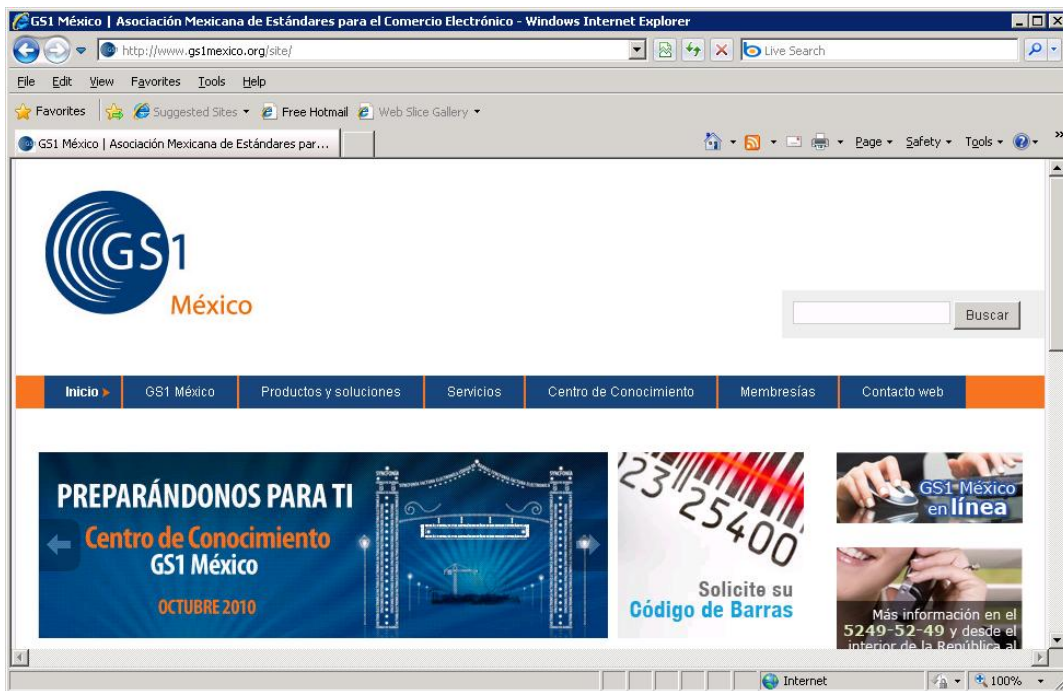 GS1 México | Asociación Mexicana de Estándares para el Comercio Electrónico - Windows Internet Explorer
http://www.gs1mexico.org/site/
Live Search
File Edit View Favorites Tools Help
Favorites Suggested Sites Free Hotmail Web Slice Gallery
GS1 México | Asociación Mexicana de Estándares par...
Page Safety Tools
GS1
México
Buscar
Inicio GS1 México Productos y soluciones Servicios Centro de Conocimiento Membresías Contacto web
PREPARÁNDONOS PARA TI
Centro de Conocimiento
GS1 México
OCTUBRE 2010
23 25400
Solicite su
Código de Barras
GS1 México
en línea
Más información en el
5249-52-49 y desde el
interior de la República al
Internet 100%